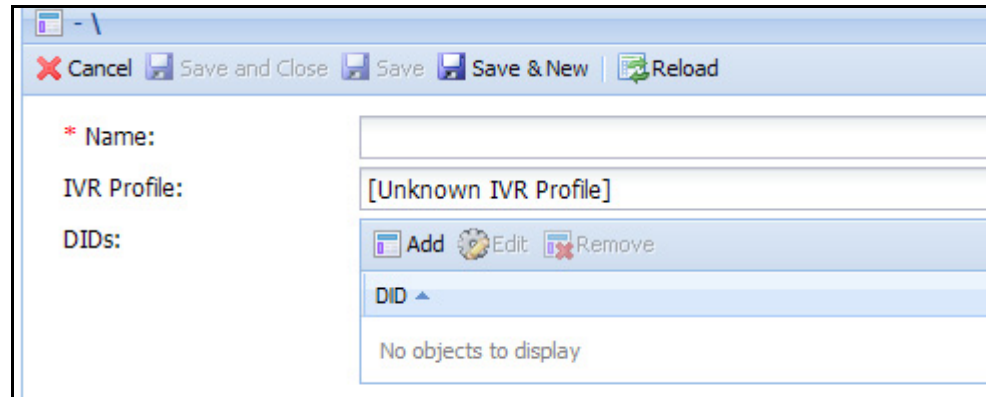 - \
Cancel Save and Close Save Save & New Reload
* Name:
IVR Profile: [Unknown IVR Profile]
DIDs: Add Edit Remove
DID
No objects to display